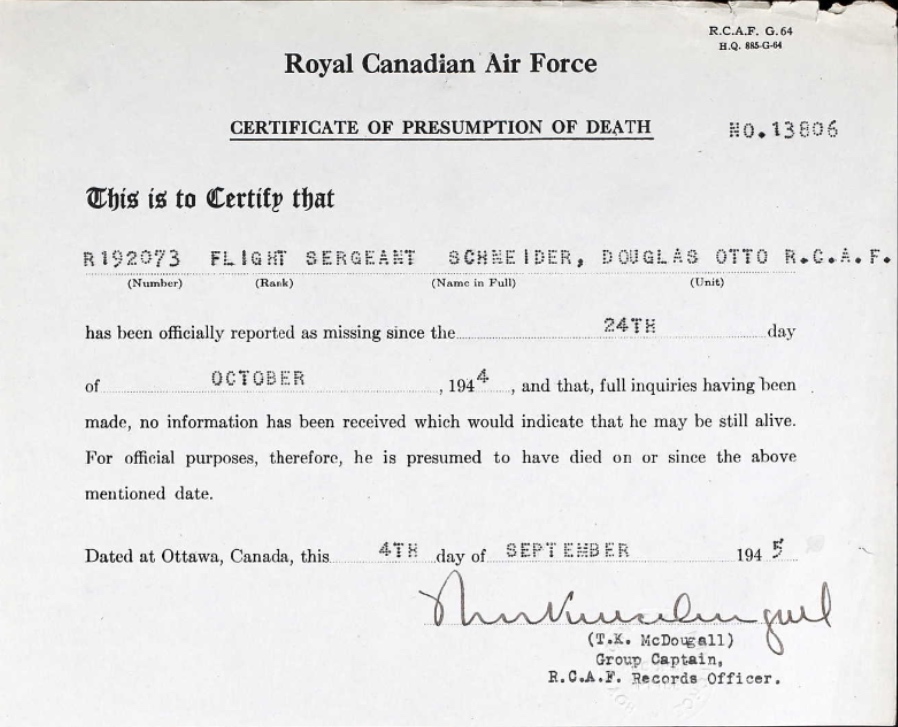 R.C.A.F. G.64
H.Q. 885-G-64
Royal Canadian Air Force
CERTIFICATE OF PRESUMPTION OF DEATH
NO.13806
This is to Certify that
R192073 FLIGHT SERGEANT SCHNEIDER, DOUGLAS OTTO R.C.A.F.
(Number) (Rank) (Name in Full) (Unit)
has been officially reported as missing since the 24TH day
of OCTOBER , 1944 , and that, full inquiries having been
made, no information has been received which would indicate that he may be still alive.
For official purposes, therefore, he is presumed to have died on or since the above
mentioned date.
Dated at Ottawa, Canada, this 4TH day of SEPTEMBER 1945
(T.K. McDougall)
Group Captain,
R.C.A.F. Records Officer.